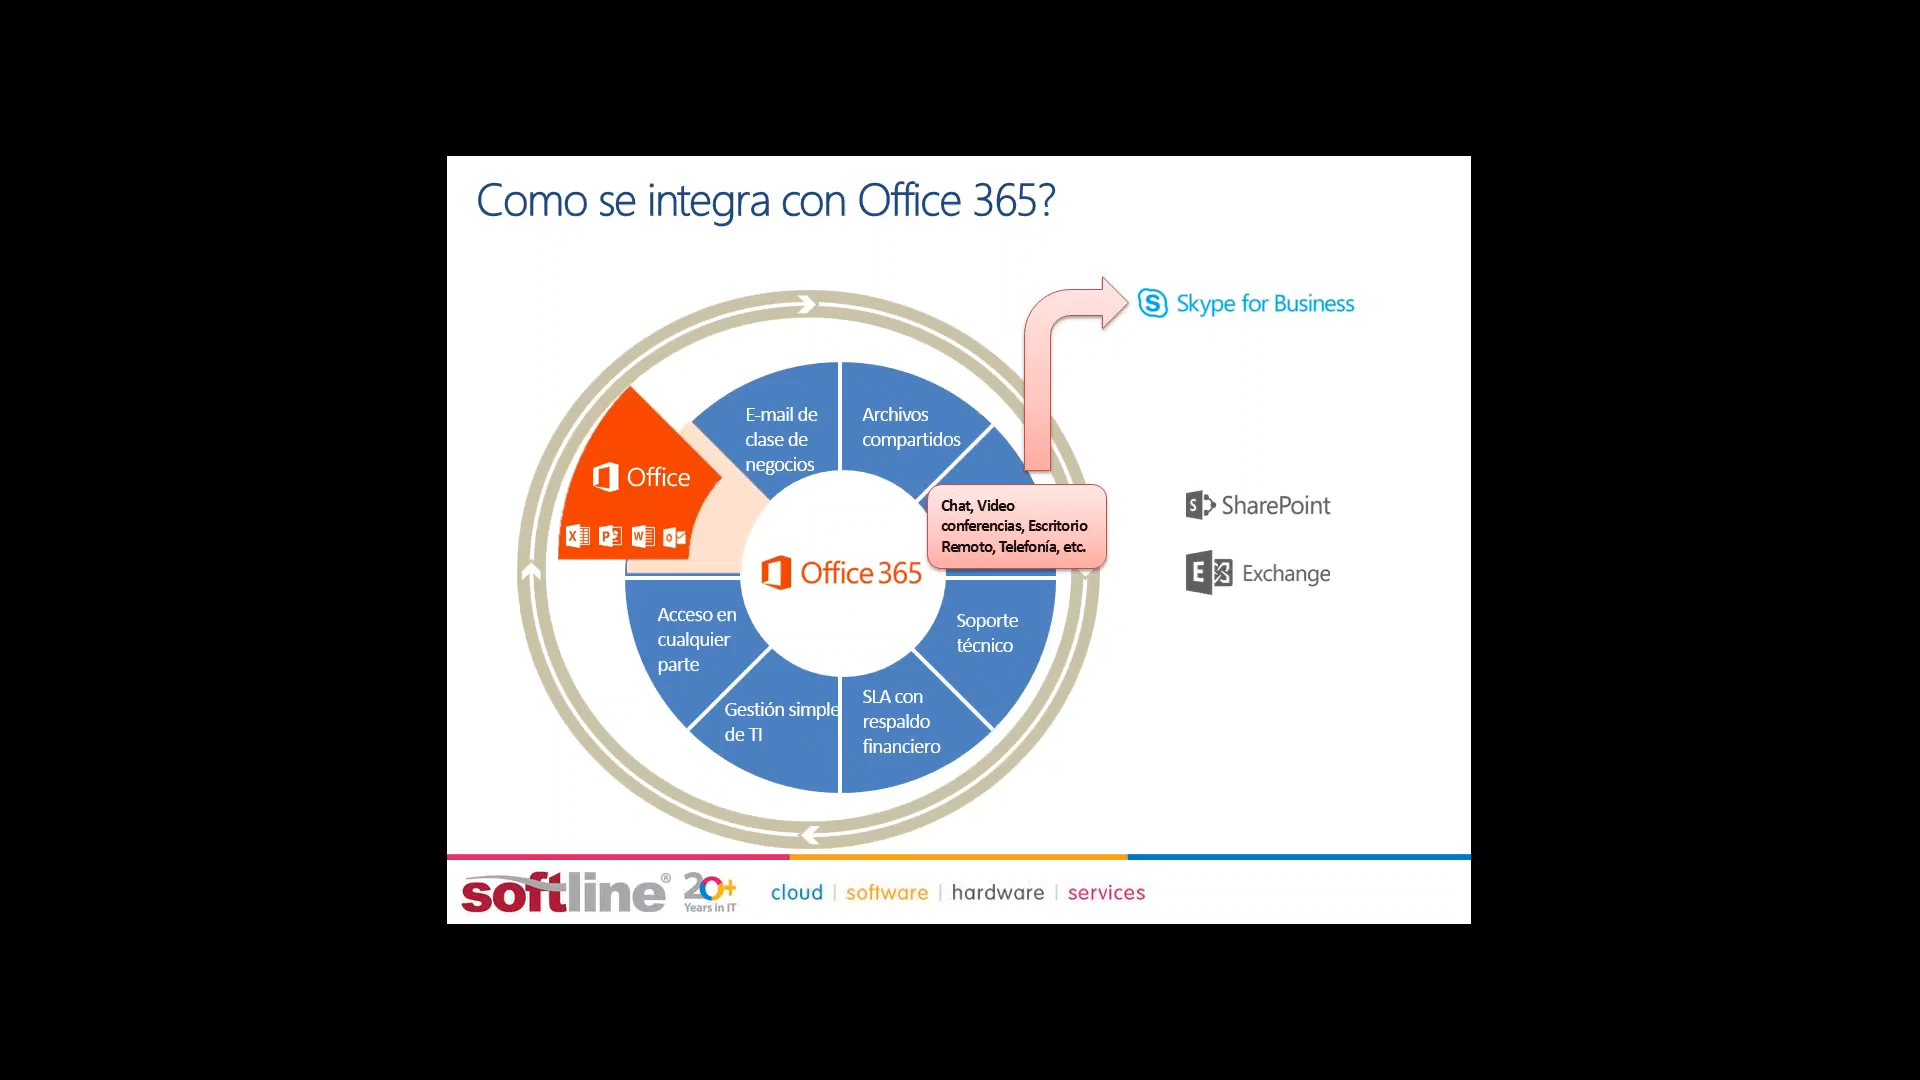 Como se integra con Office 365?
Skype for Business
E-mail de
clase de
negocios
Archivos
compartidos
Office
Chat, Video
conferencias, Escritorio
Remoto, Telefonía, etc.
SharePoint
Office 365
Exchange
Acceso en
cualquier
parte
Soporte
técnico
Gestión simple
de TI
SLA con
respaldo
financiero
softline® 20+
Years in IT
cloud | software | hardware | services